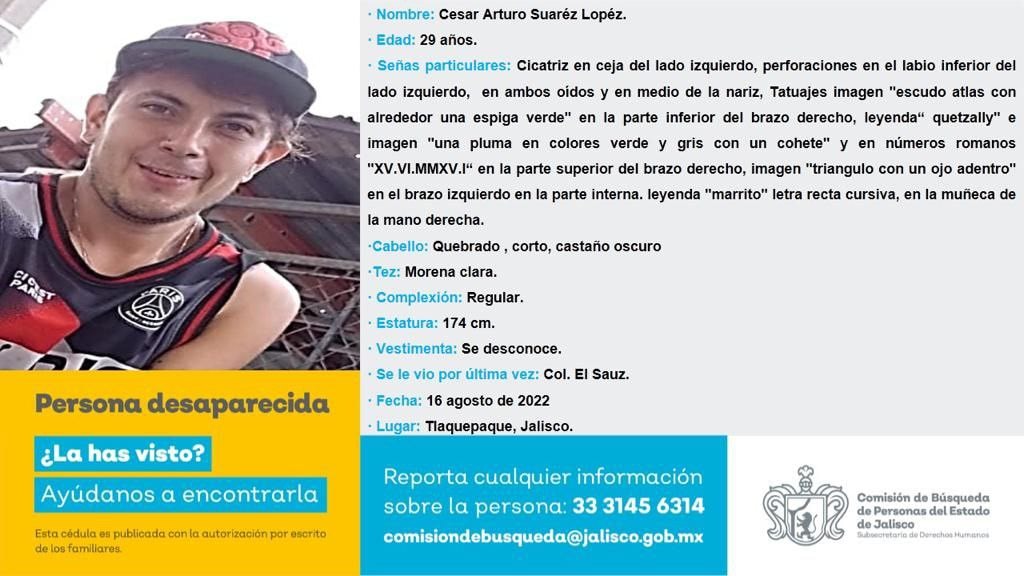 · Nombre: Cesar Arturo Suaréz Lopéz.
· Edad: 29 años.
· Señas particulares: Cicatriz en ceja del lado izquierdo, perforaciones en el labio inferior del
lado izquierdo, en ambos oídos y en medio de la nariz, Tatuajes imagen "escudo atlas con
alrededor una espiga verde" en la parte inferior del brazo derecho, leyenda“ quetzally" e
imagen "una pluma en colores verde y gris con un cohete" y en números romanos
"XV.VI.MMXV.I“ en la parte superior del brazo derecho, imagen "triangulo con un ojo adentro"
en el brazo izquierdo en la parte interna. leyenda "marrito" letra recta cursiva, en la muñeca de
la mano derecha.
·Cabello: Quebrado , corto, castaño oscuro
·Tez: Morena clara.
· Complexión: Regular.
· Estatura: 174 cm.
· Vestimenta: Se desconoce.
· Se le vio por última vez: Col. El Sauz.
· Fecha: 16 agosto de 2022
· Lugar: Tlaquepaque, Jalisco.
PARIS
Persona desaparecida
¿La has visto?
Ayúdanos a encontrarla
Esta cédula es publicada con la autorización por escrito
de los familiares.
Reporta cualquier información
sobre la persona: 33 3145 6314
comisiondebusqueda@jalisco.gob.mx
Comisión de Búsqueda
de Personas del Estado
de Jalisco
Subsecretaría de Derechos Humanos